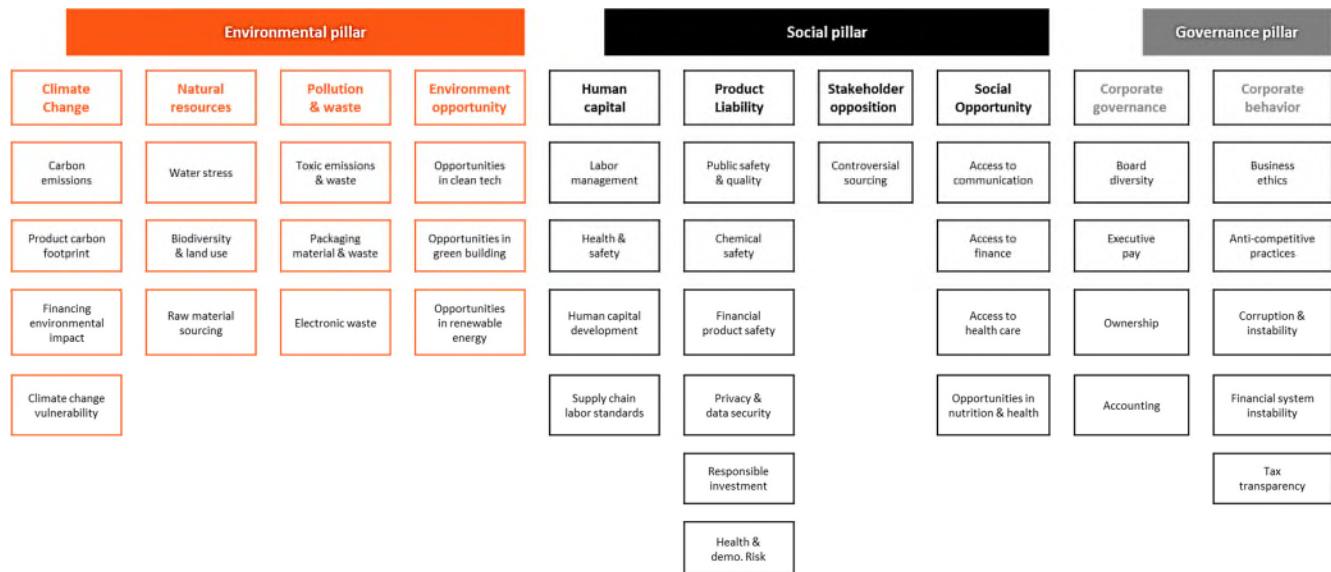 Environmental pillar
Social pillar
Governance pillar
Climate
Change
Natural
resources
Pollution
& waste
Environment
opportunity
Human
capital
Product
Liability
Stakeholder
opposition
Social
Opportunity
Corporate
governance
Corporate
behavior
Carbon
emissions
Water stress
Toxic emissions
& waste
Opportunities
in clean tech
Labor
management
Public safety
& quality
Controversial
sourcing
Access to
communication
Board
diversity
Business
ethics
Product carbon
footprint
Biodiversity
& land use
Packaging
material & waste
Opportunities in
green building
Health &
safety
Chemical
safety
Access to
finance
Executive
pay
Anti-competitive
practices
Financing
environmental
impact
Raw material
sourcing
Electronic waste
Opportunities
in renewable
energy
Human capital
development
Financial
product safety
Access to
health care
Ownership
Corruption &
instability
Climate change
vulnerability
Supply chain
labor standards
Privacy &
data security
Opportunities in
nutrition & health
Accounting
Financial system
instability
Responsible
investment
Tax
transparency
Health &
demo. Risk